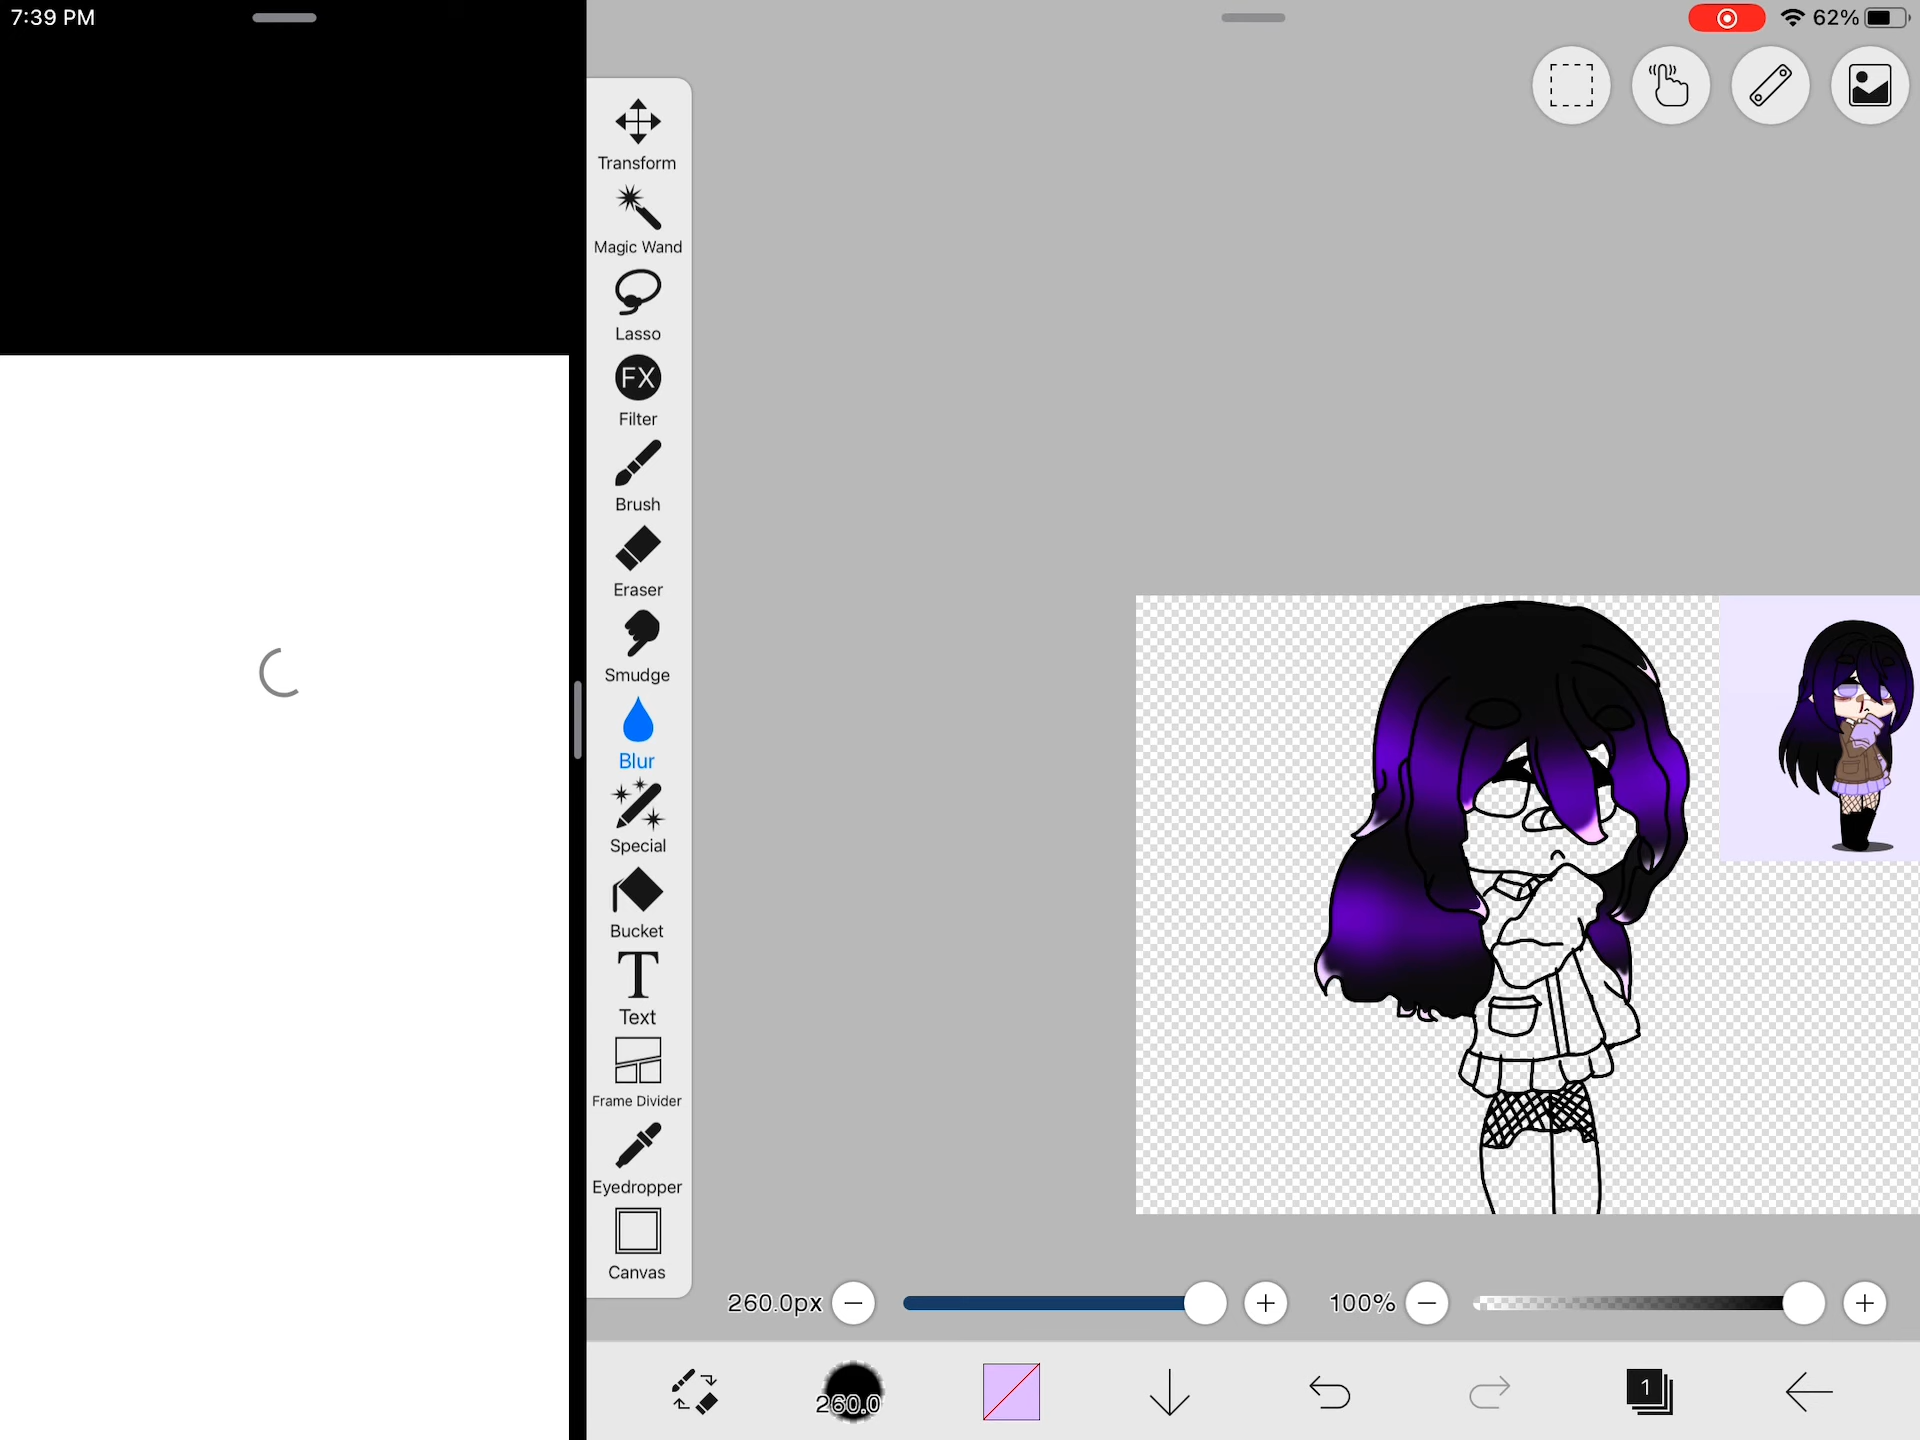 7:39 PM
62%
Transform
Magic Wand
Lasso
FX
Filter
Brush
Eraser
Smudge
Blur
Special
Bucket
T
Text
Frame Divider
Eyedropper
Canvas
260.0px
100%
260.0
1